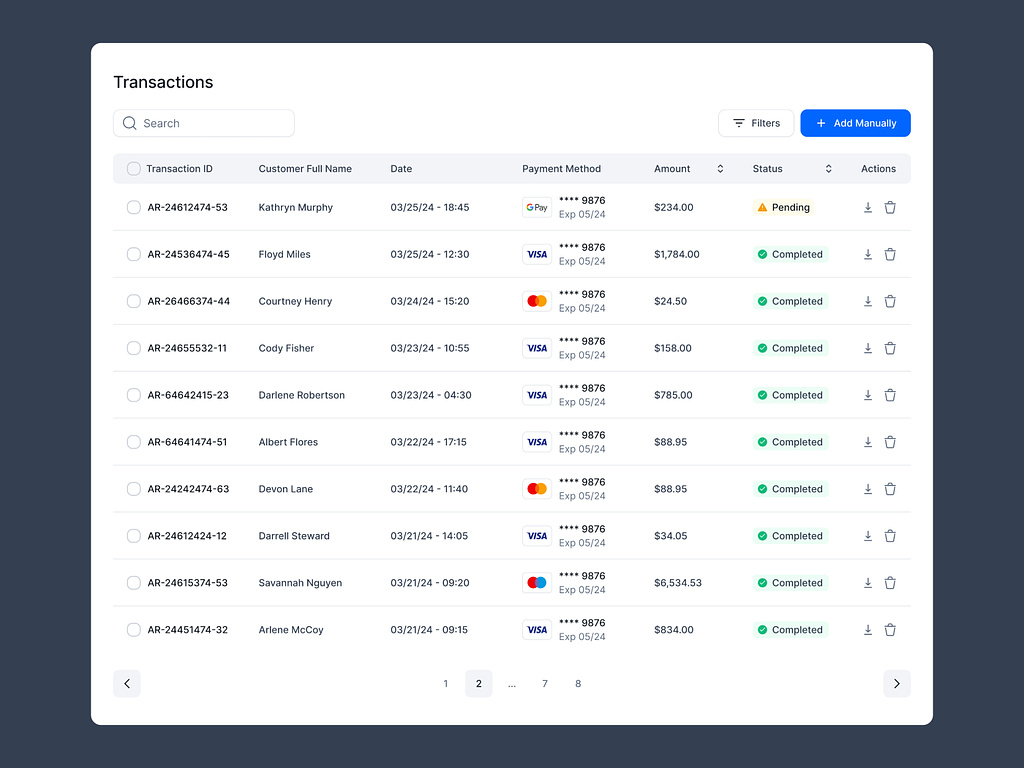 Transactions
Search
Filters
Add Manually
Transaction ID Customer Full Name Date Payment Method Amount Status Actions
AR-24612474-53 Kathryn Murphy 03/25/24 - 18:45 G Pay **** 9876 Exp 05/24 $234.00 Pending
AR-24536474-45 Floyd Miles 03/25/24 - 12:30 VISA **** 9876 Exp 05/24 $1,784.00 Completed
AR-26466374-44 Courtney Henry 03/24/24 - 15:20 **** 9876 Exp 05/24 $24.50 Completed
AR-24655532-11 Cody Fisher 03/23/24 - 10:55 VISA **** 9876 Exp 05/24 $158.00 Completed
AR-64642415-23 Darlene Robertson 03/23/24 - 04:30 VISA **** 9876 Exp 05/24 $785.00 Completed
AR-64641474-51 Albert Flores 03/22/24 - 17:15 VISA **** 9876 Exp 05/24 $88.95 Completed
AR-24242474-63 Devon Lane 03/22/24 - 11:40 **** 9876 Exp 05/24 $88.95 Completed
AR-24612424-12 Darrell Steward 03/21/24 - 14:05 VISA **** 9876 Exp 05/24 $34.05 Completed
AR-24615374-53 Savannah Nguyen 03/21/24 - 09:20 **** 9876 Exp 05/24 $6,534.53 Completed
AR-24451474-32 Arlene McCoy 03/21/24 - 09:15 VISA **** 9876 Exp 05/24 $834.00 Completed
1 2 ... 7 8